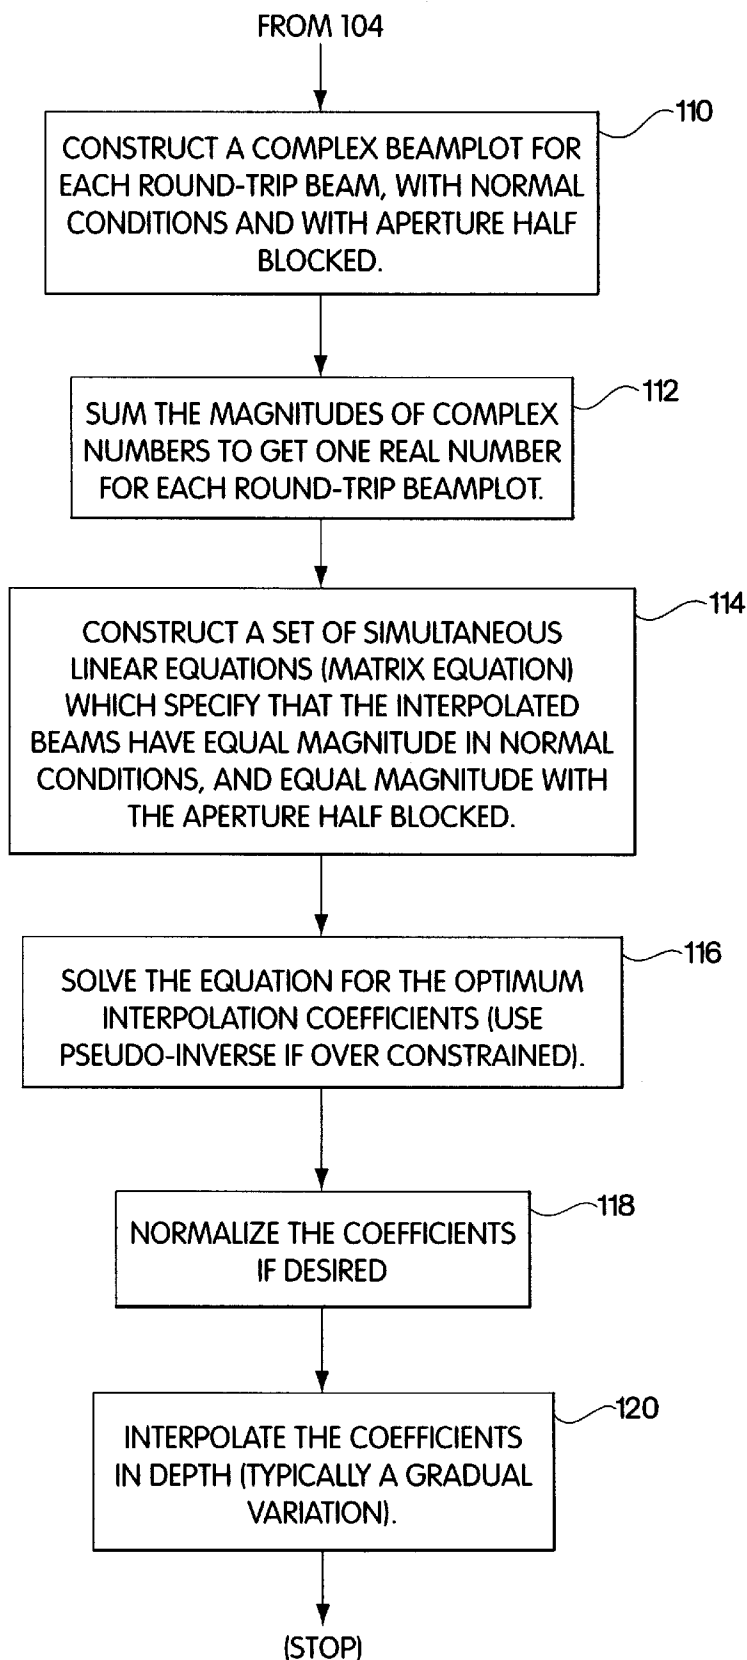 FROM 104
110
CONSTRUCT A COMPLEX BEAMPLOT FOR
EACH ROUND-TRIP BEAM, WITH NORMAL
CONDITIONS AND WITH APERTURE HALF
BLOCKED.
112
SUM THE MAGNITUDES OF COMPLEX
NUMBERS TO GET ONE REAL NUMBER
FOR EACH ROUND-TRIP BEAMPLOT.
114
CONSTRUCT A SET OF SIMULTANEOUS
LINEAR EQUATIONS (MATRIX EQUATION)
WHICH SPECIFY THAT THE INTERPOLATED
BEAMS HAVE EQUAL MAGNITUDE IN NORMAL
CONDITIONS, AND EQUAL MAGNITUDE WITH
THE APERTURE HALF BLOCKED.
116
SOLVE THE EQUATION FOR THE OPTIMUM
INTERPOLATION COEFFICIENTS (USE
PSEUDO-INVERSE IF OVER CONSTRAINED).
118
NORMALIZE THE COEFFICIENTS
IF DESIRED
120
INTERPOLATE THE COEFFICIENTS
IN DEPTH (TYPICALLY A GRADUAL
VARIATION).
(STOP)